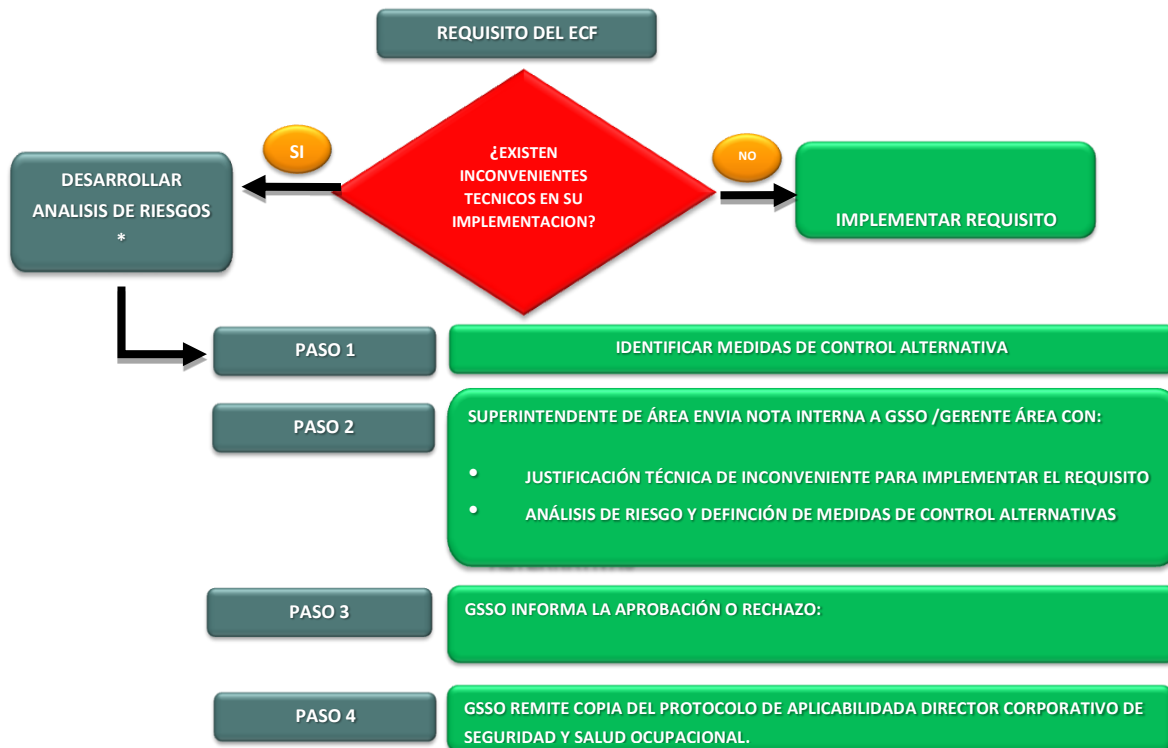 REQUISITO DEL ECF
SI
¿EXISTEN
INCONVENIENTES
TECNICOS EN SU
IMPLEMENTACION?
NO
DESARROLLAR
ANALISIS DE RIESGOS
*
IMPLEMENTAR REQUISITO
PASO 1
IDENTIFICAR MEDIDAS DE CONTROL ALTERNATIVA
PASO 2
SUPERINTENDENTE DE ÁREA ENVIA NOTA INTERNA A GSSO /GERENTE ÁREA CON:
• JUSTIFICACIÓN TÉCNICA DE INCONVENIENTE PARA IMPLEMENTAR EL REQUISITO
• ANÁLISIS DE RIESGO Y DEFINCIÓN DE MEDIDAS DE CONTROL ALTERNATIVAS
PASO 3
GSSO INFORMA LA APROBACIÓN O RECHAZO:
PASO 4
GSSO REMITE COPIA DEL PROTOCOLO DE APLICABILIDADA DIRECTOR CORPORATIVO DE
SEGURIDAD Y SALUD OCUPACIONAL.